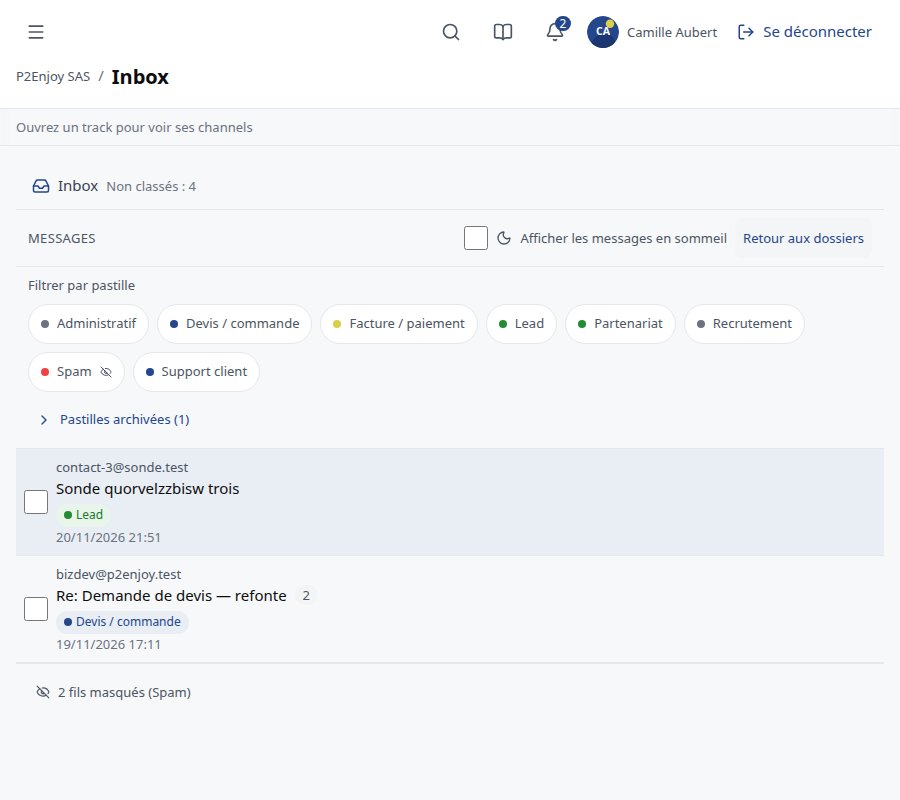 2
CA Camille Aubert Se déconnecter
P2Enjoy SAS / Inbox
Ouvrez un track pour voir ses channels
Inbox Non classés : 4
MESSAGES Afficher les messages en sommeil Retour aux dossiers
Filtrer par pastille
Administratif Devis / commande Facture / paiement Lead Partenariat Recrutement
Spam Support client
Pastilles archivées (1)
contact-3@sonde.test
Sonde quorvelzzbisw trois
Lead
20/11/2026 21:51
bizdev@p2enjoy.test
Re: Demande de devis — refonte 2
Devis / commande
19/11/2026 17:11
2 fils masqués (Spam)